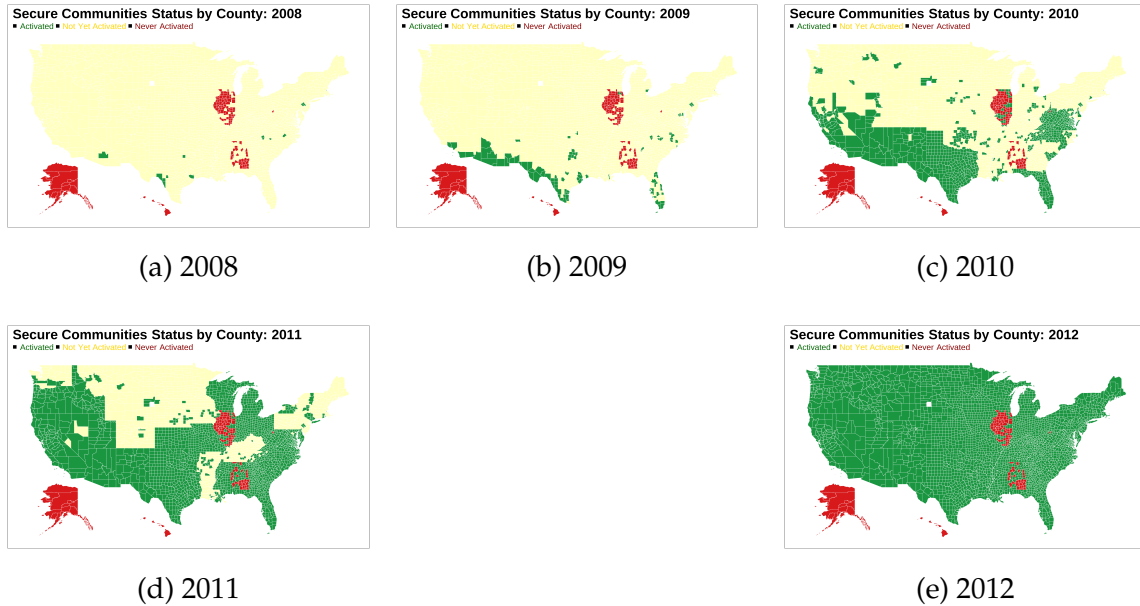 Secure Communities Status by County: 2008
Activated Not Yet Activated Never Activated
(a) 2008
Secure Communities Status by County: 2009
Activated Not Yet Activated Never Activated
(b) 2009
Secure Communities Status by County: 2010
Activated Not Yet Activated Never Activated
(c) 2010
Secure Communities Status by County: 2011
Activated Not Yet Activated Never Activated
(d) 2011
Secure Communities Status by County: 2012
Activated Not Yet Activated Never Activated
(e) 2012